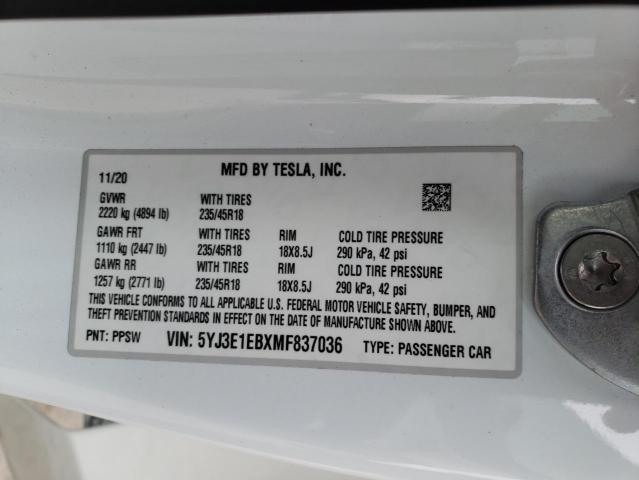 11/20 MFD BY TESLA, INC.
GVWR WITH TIRES
2220 kg (4894 lb) 235/45R18
GAWR FRT WITH TIRES RIM COLD TIRE PRESSURE
1110 kg (2447 lb) 235/45R18 18X8.5J 290 kPa, 42 psi
GAWR RR WITH TIRES RIM COLD TIRE PRESSURE
1257 kg (2771 lb) 235/45R18 18X8.5J 290 kPa, 42 psi
THIS VEHICLE CONFORMS TO ALL APPLICABLE U.S. FEDERAL MOTOR VEHICLE SAFETY, BUMPER, AND
THEFT PREVENTION STANDARDS IN EFFECT ON THE DATE OF MANUFACTURE SHOWN ABOVE.
PNT: PPSW VIN: 5YJ3E1EBXMF837036 TYPE: PASSENGER CAR